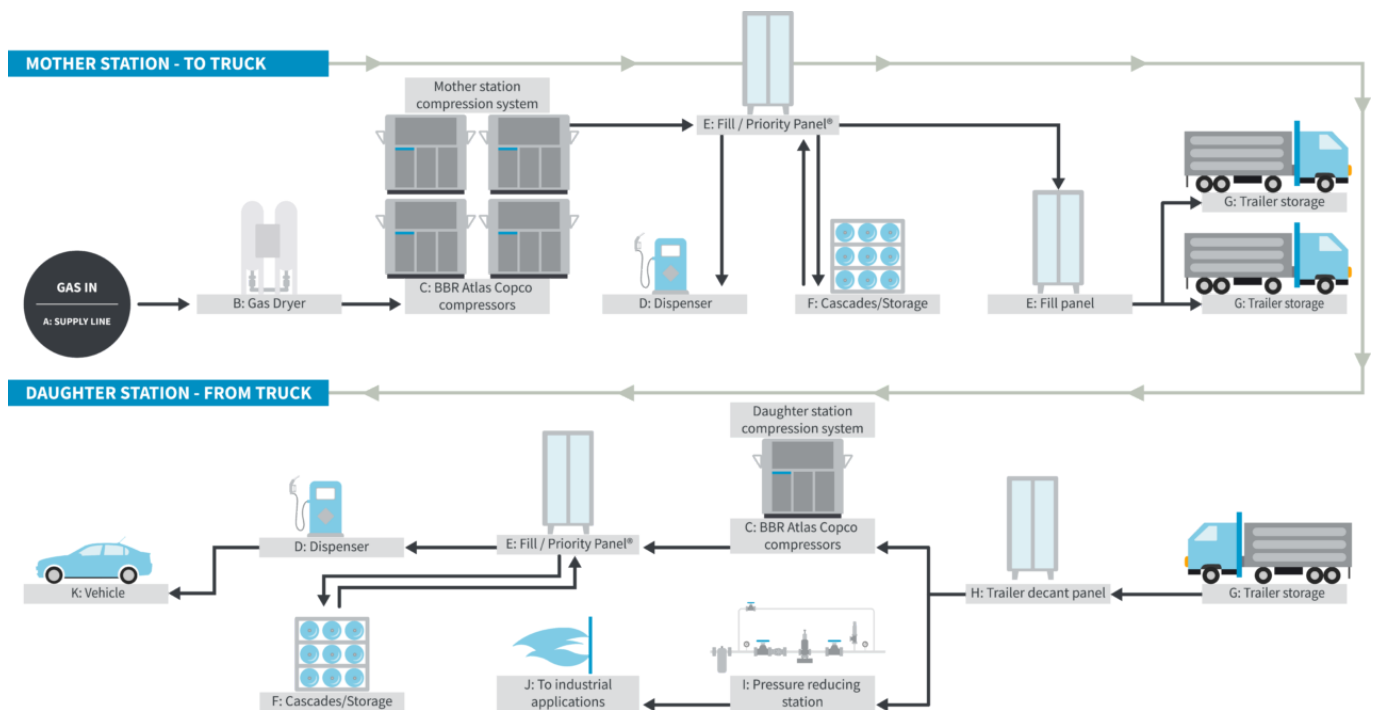 MOTHER STATION - TO TRUCK
Mother station
compression system
E: Fill / Priority Panel®
G: Trailer storage
GAS IN
A: SUPPLY LINE
B: Gas Dryer
C: BBR Atlas Copco
compressors
D: Dispenser
F: Cascades/Storage
E: Fill panel
G: Trailer storage
DAUGHTER STATION - FROM TRUCK
Daughter station
compression system
C: BBR Atlas Copco
compressors
E: Fill / Priority Panel®
D: Dispenser
K: Vehicle
H: Trailer decant panel
G: Trailer storage
F: Cascades/Storage
J: To industrial
applications
I: Pressure reducing
station